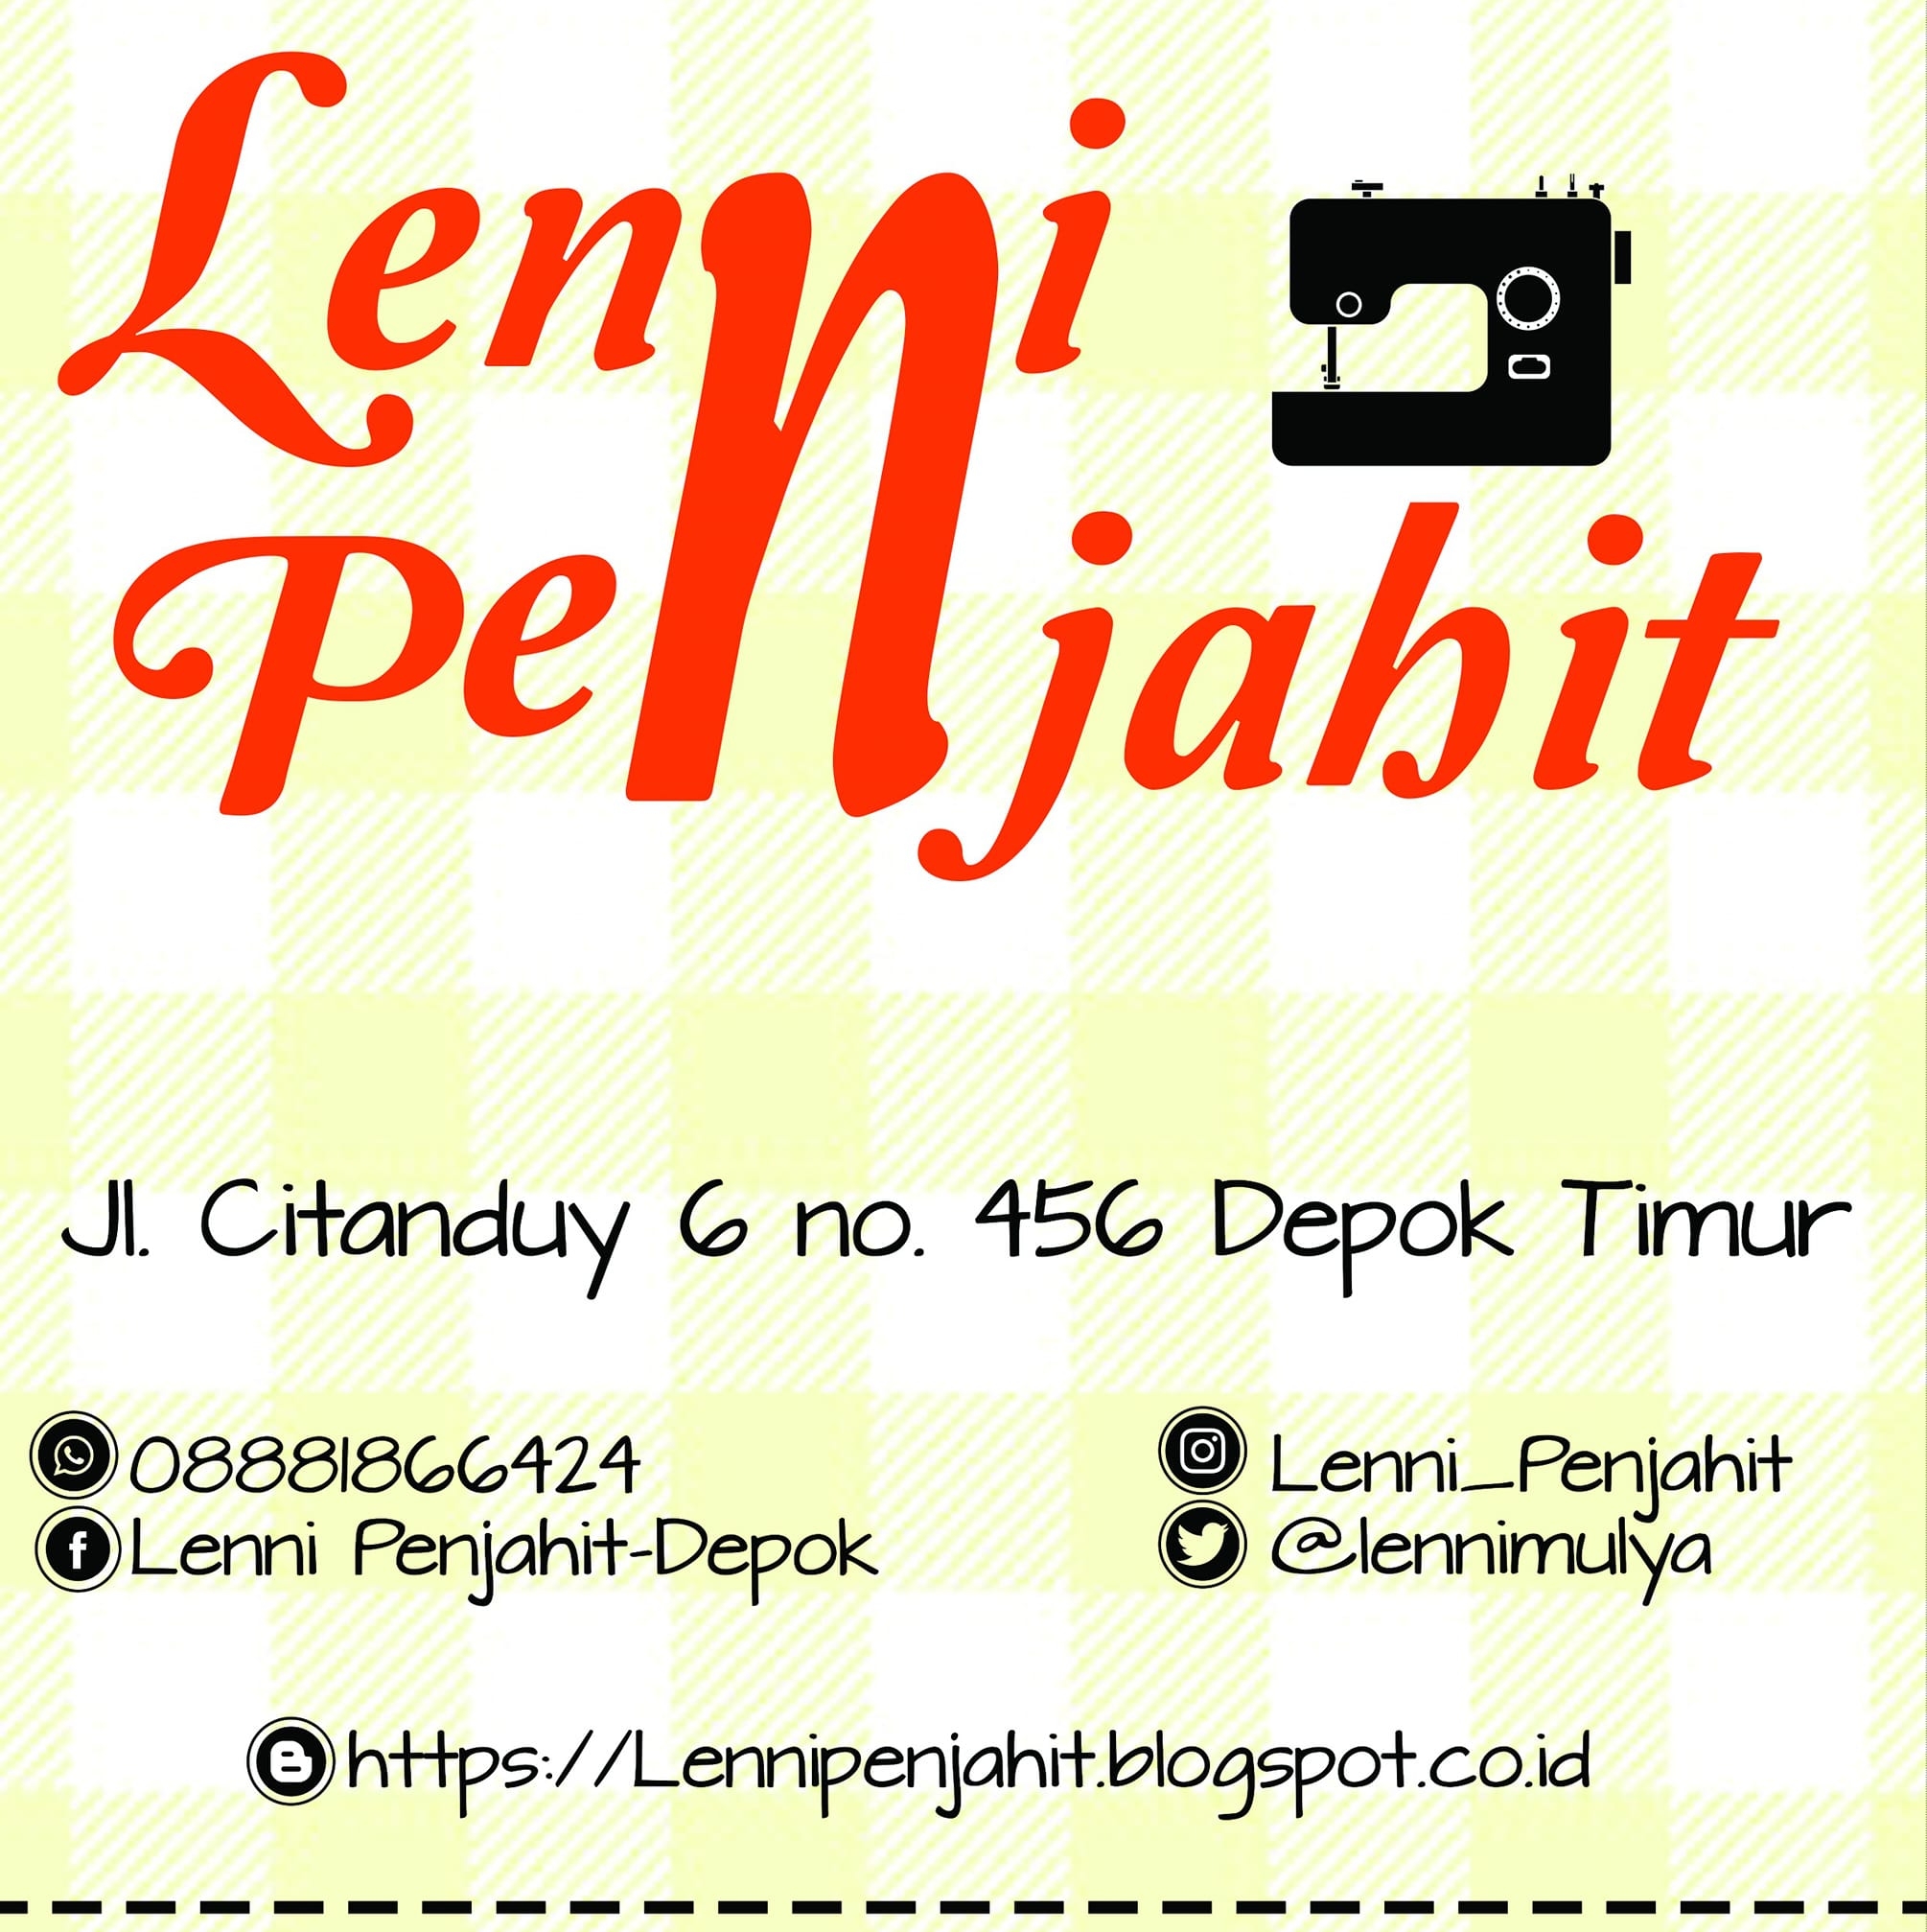 Lenni
Penjahit
Jl. Citanduy 6 no. 456 Depok Timur
08881866424
Lenni_Penjahit
Lenni Penjahit-Depok
@lennimulya
https://Lennipenjahit.blogspot.co.id